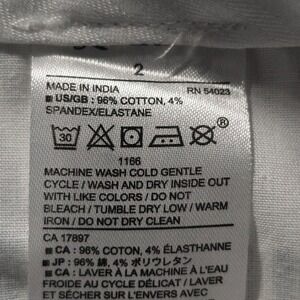 2
MADE IN INDIA RN 54023
■ US/GB : 96% COTTON, 4%
SPANDEX/ELASTANE
30
®
1166
MACHINE WASH COLD GENTLE
CYCLE / WASH AND DRY INSIDE OUT
WITH LIKE COLORS / DO NOT
BLEACH / TUMBLE DRY LOW / WARM
IRON / DO NOT DRY CLEAN
CA 17897
■ CA : 96% COTON, 4% ÉLASTHANNE
■ JP : 96% 綿, 4% ポリウレタン
■ CA : LAVER À LA MACHINE À L'EAU
FROIDE AU CYCLE DÉLICAT / LAVER
ET SÉCHER SUR L'ENVERS AVEC